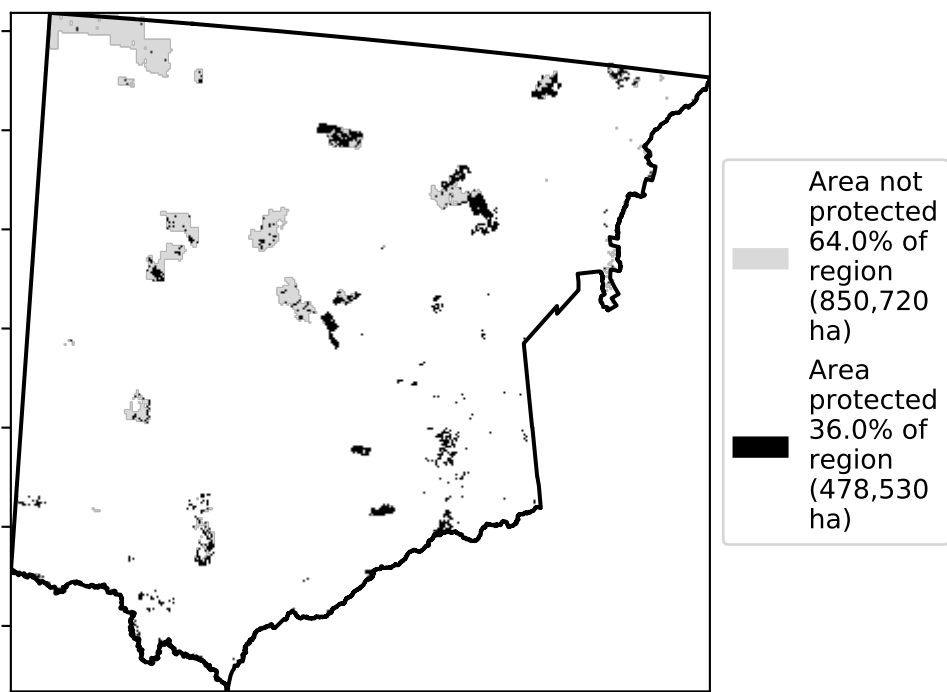 Area not
protected
64.0% of
region
(850,720
ha)
Area
protected
36.0% of
region
(478,530
ha)